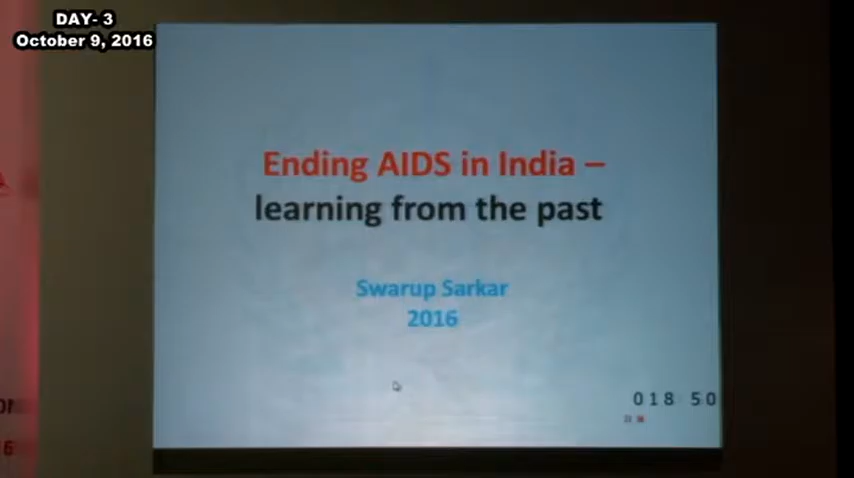 DAY- 3
October 9, 2016
Ending AIDS in India –
learning from the past
Swarup Sarkar
2016
018 50